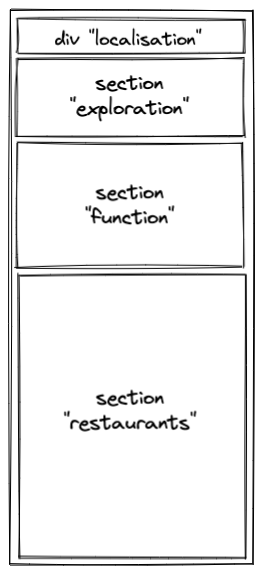 div "localisation"
section
"exploration"
section
"function"
section
"restaurants"